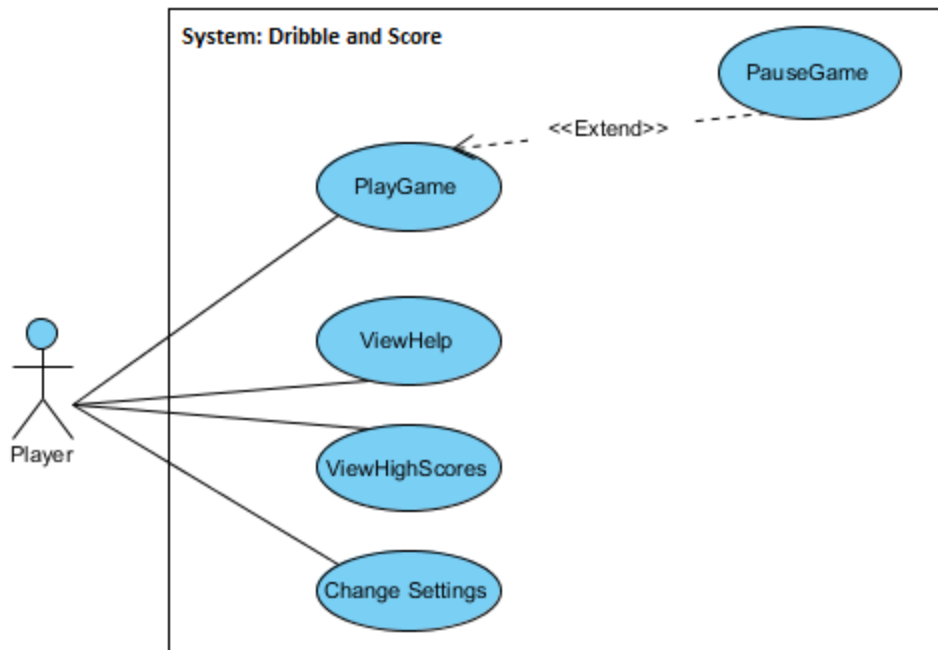 System: Dribble and Score
PauseGame
<<Extend>>
PlayGame
ViewHelp
Player
ViewHighScores
Change Settings